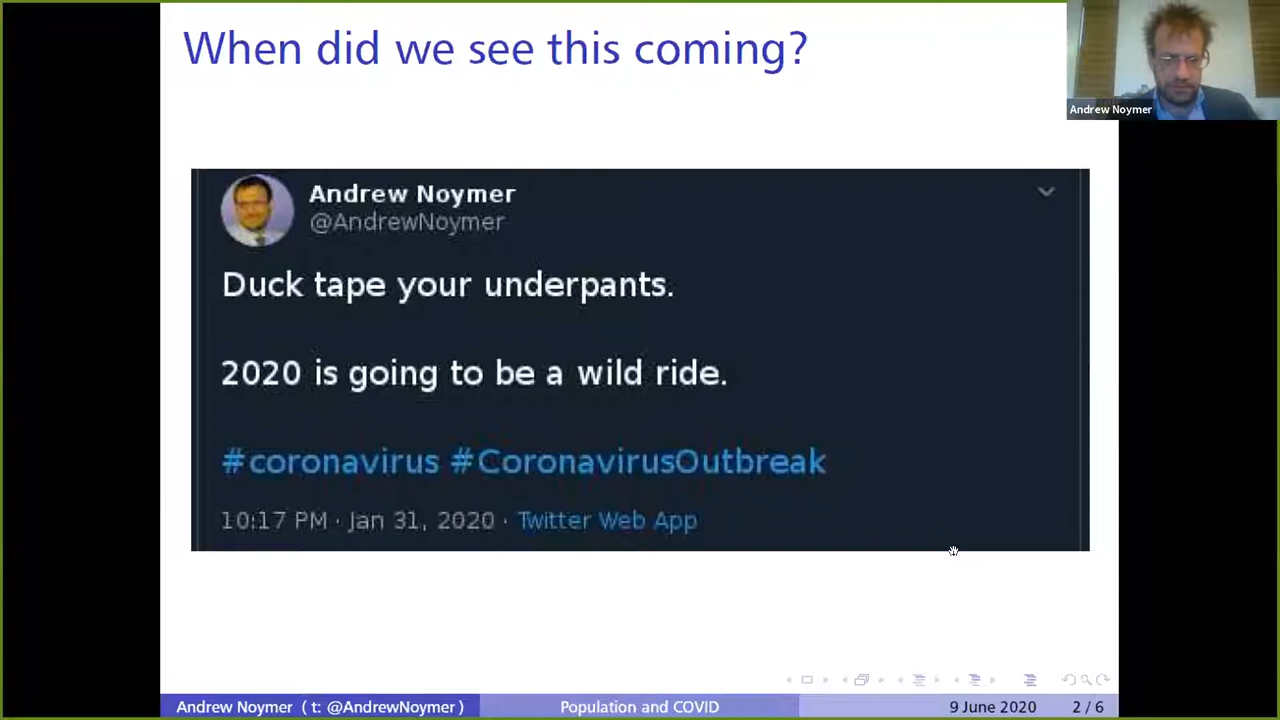 When did we see this coming?
Andrew Noymer
Andrew Noymer
@AndrewNoymer
Duck tape your underpants.
2020 is going to be a wild ride.
#coronavirus #CoronavirusOutbreak
10:17 PM · Jan 31, 2020 · Twitter Web App
Andrew Noymer ( t: @AndrewNoymer ) Population and COVID 9 June 2020 2 / 6